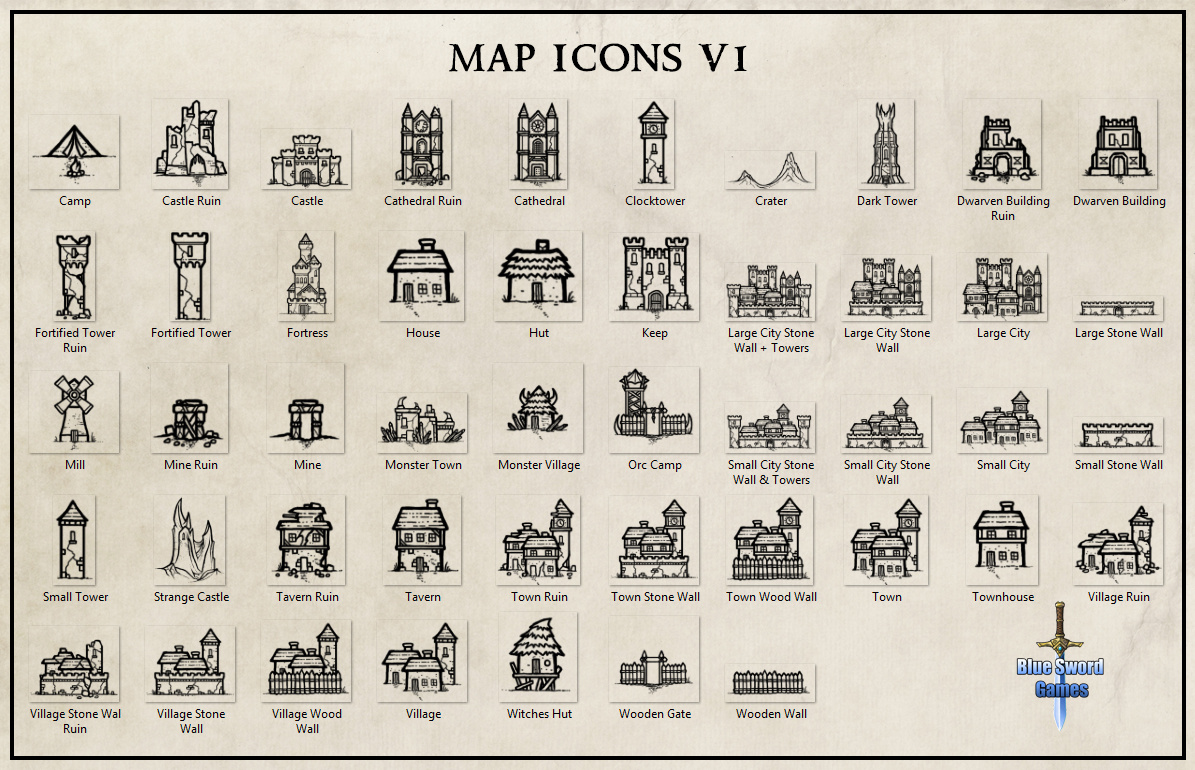 MAP ICONS V1
Camp
Castle Ruin
Castle
Cathedral Ruin
Cathedral
Clocktower
Crater
Dark Tower
Dwarven Building
Ruin
Dwarven Building
Fortified Tower
Ruin
Fortified Tower
Fortress
House
Hut
Keep
Large City Stone
Wall + Towers
Large City Stone
Wall
Large City
Large Stone Wall
Mill
Mine Ruin
Mine
Monster Town
Monster Village
Orc Camp
Small City Stone
Wall & Towers
Small City Stone
Wall
Small City
Small Stone Wall
Small Tower
Strange Castle
Tavern Ruin
Tavern
Town Ruin
Town Stone Wall
Town Wood Wall
Town
Townhouse
Village Ruin
Village Stone Wal
Ruin
Village Stone
Wall
Village Wood
Wall
Village
Witches Hut
Wooden Gate
Wooden Wall
Blue Sword
Games